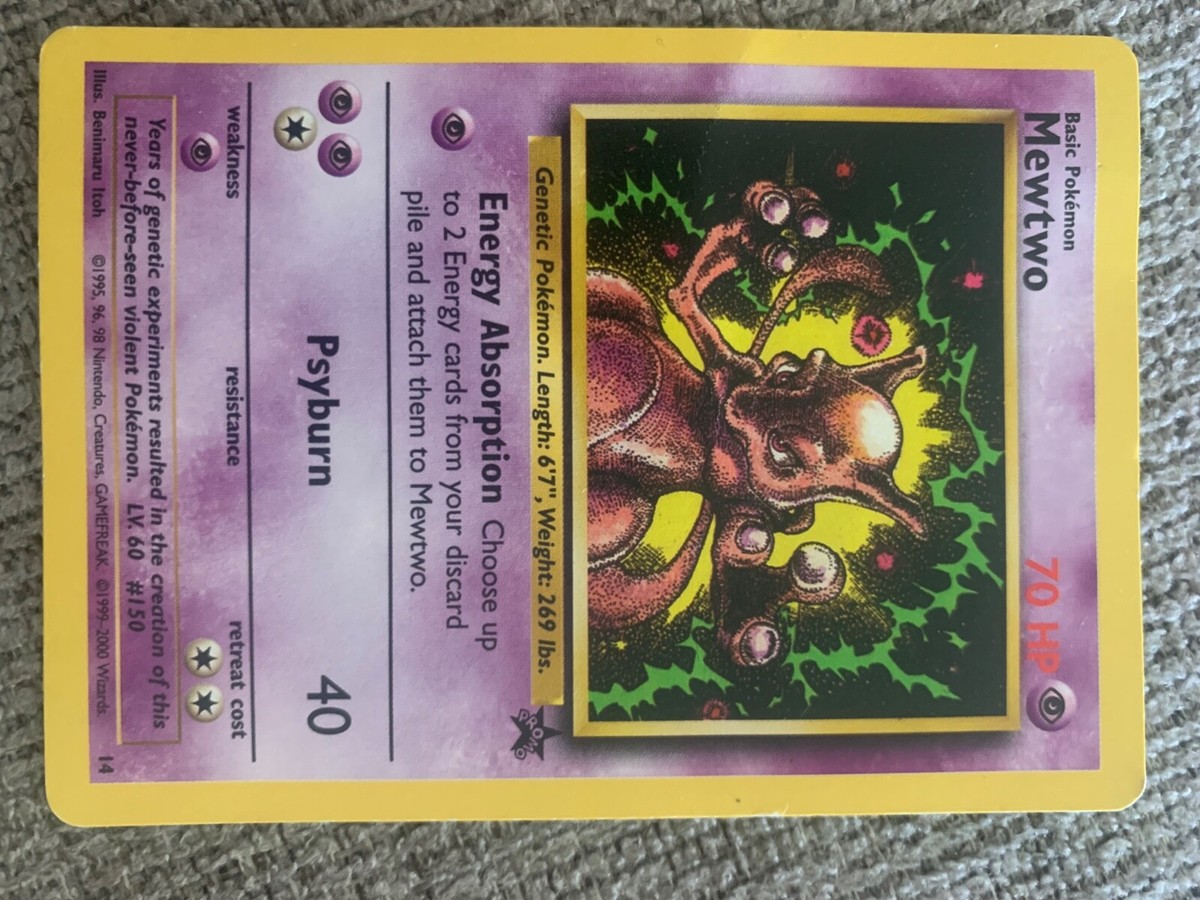 Basic Pokémon
Mewtwo 70 HP
Genetic Pokémon. Length: 6'7", Weight: 269 lbs.
PROMO
Energy Absorption Choose up
to 2 Energy cards from your discard
pile and attach them to Mewtwo.
Psyburn 40
weakness resistance retreat cost
Years of genetic experiments resulted in the creation of this
never-before-seen violent Pokémon. LV. 60 #150
Illus. Benimaru Itoh ©1995, 96, 98 Nintendo, Creatures, GAMEFREAK. ©1999-2000 Wizards. 14